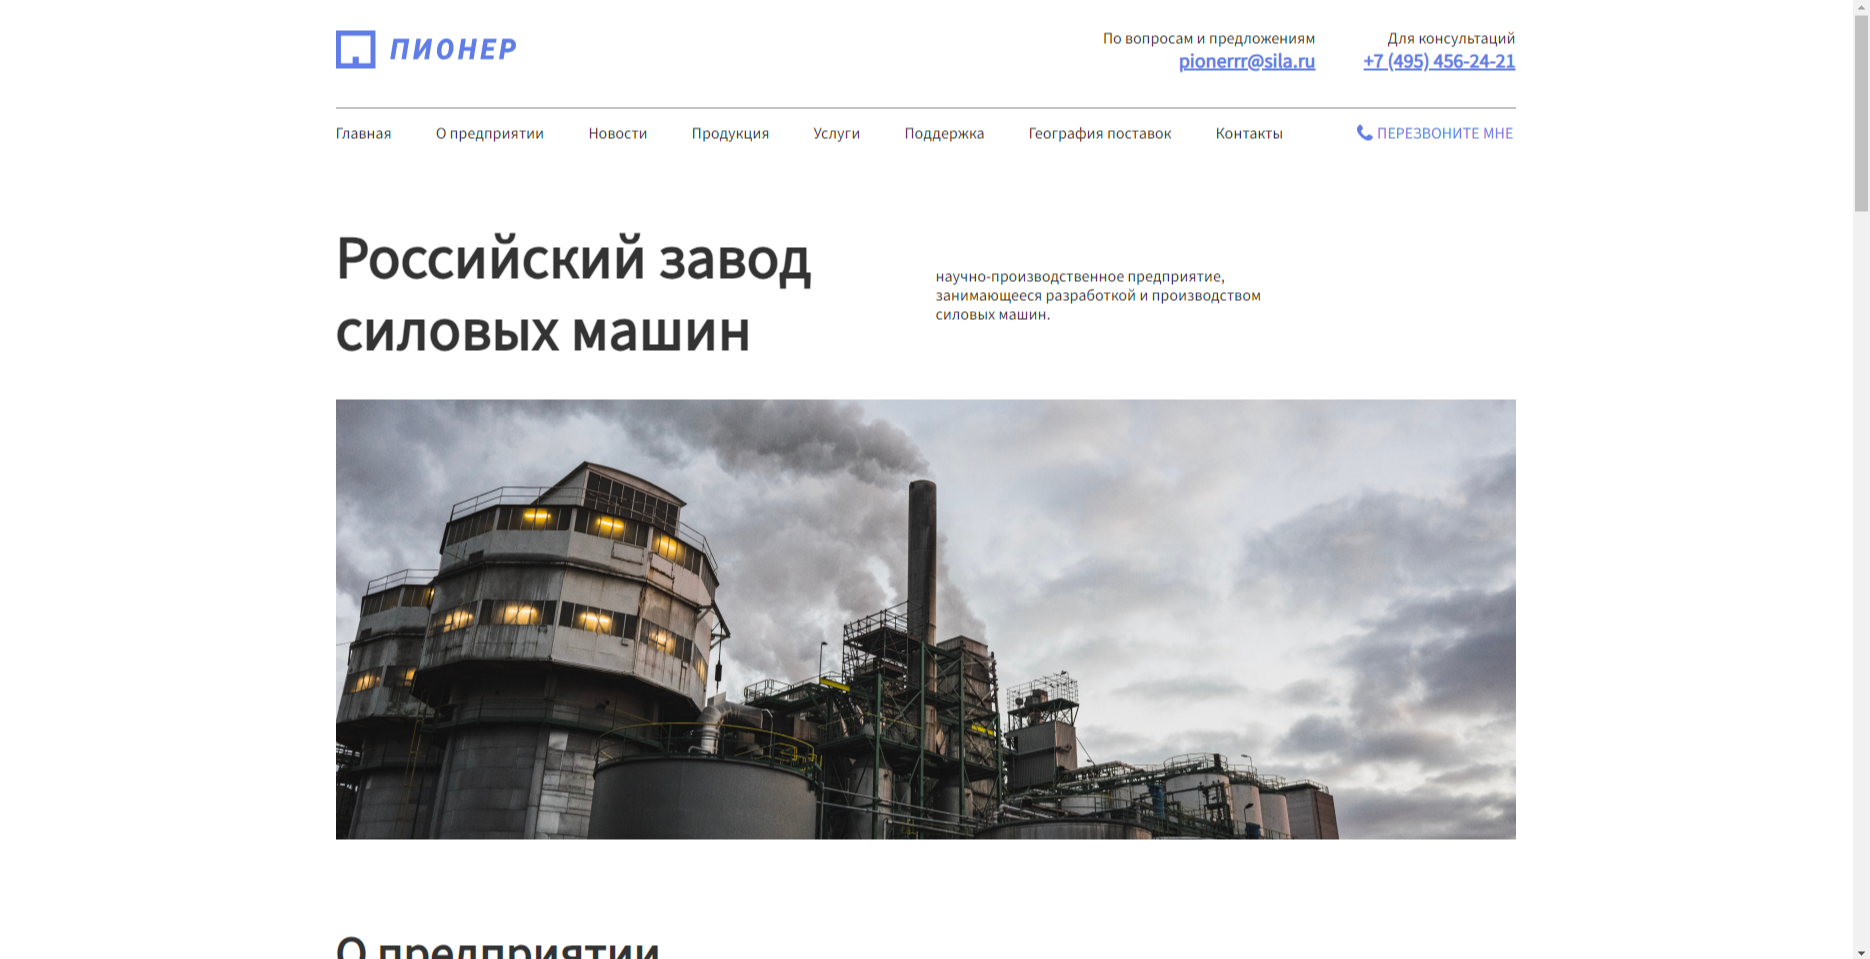 ПИОНЕР
По вопросам и предложениям
pionerrr@sila.ru
Для консультаций
+7 (495) 456-24-21
Главная О предприятии Новости Продукция Услуги Поддержка География поставок Контакты ПЕРЕЗВОНИТЕ МНЕ
Российский завод
силовых машин
научно-производственное предприятие,
занимающееся разработкой и производством
силовых машин.
О предприятии